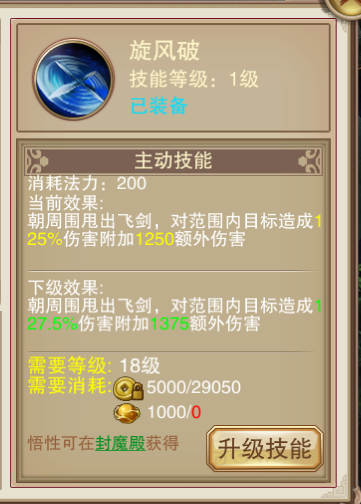 旋风破
技能等级：1级
已装备
主动技能
消耗法力：200
当前效果:
朝周围甩出飞剑，对范围内目标造成1
25%伤害附加1250额外伤害
下级效果:
朝周围甩出飞剑，对范围内目标造成1
27.5%伤害附加1375额外伤害
需要等级: 18级
需要消耗: 5000/29050
1000/0
悟性可在封魔殿获得
升级技能